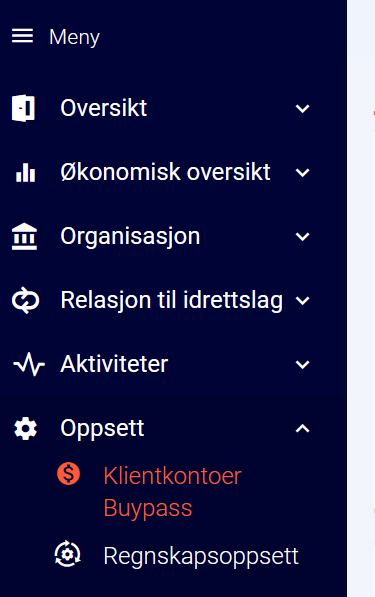 Meny
Oversikt
Økonomisk oversikt
Organisasjon
Relasjon til idrettslag
Aktiviteter
Oppsett
Klientkontoer
Buypass
Regnskapsoppsett